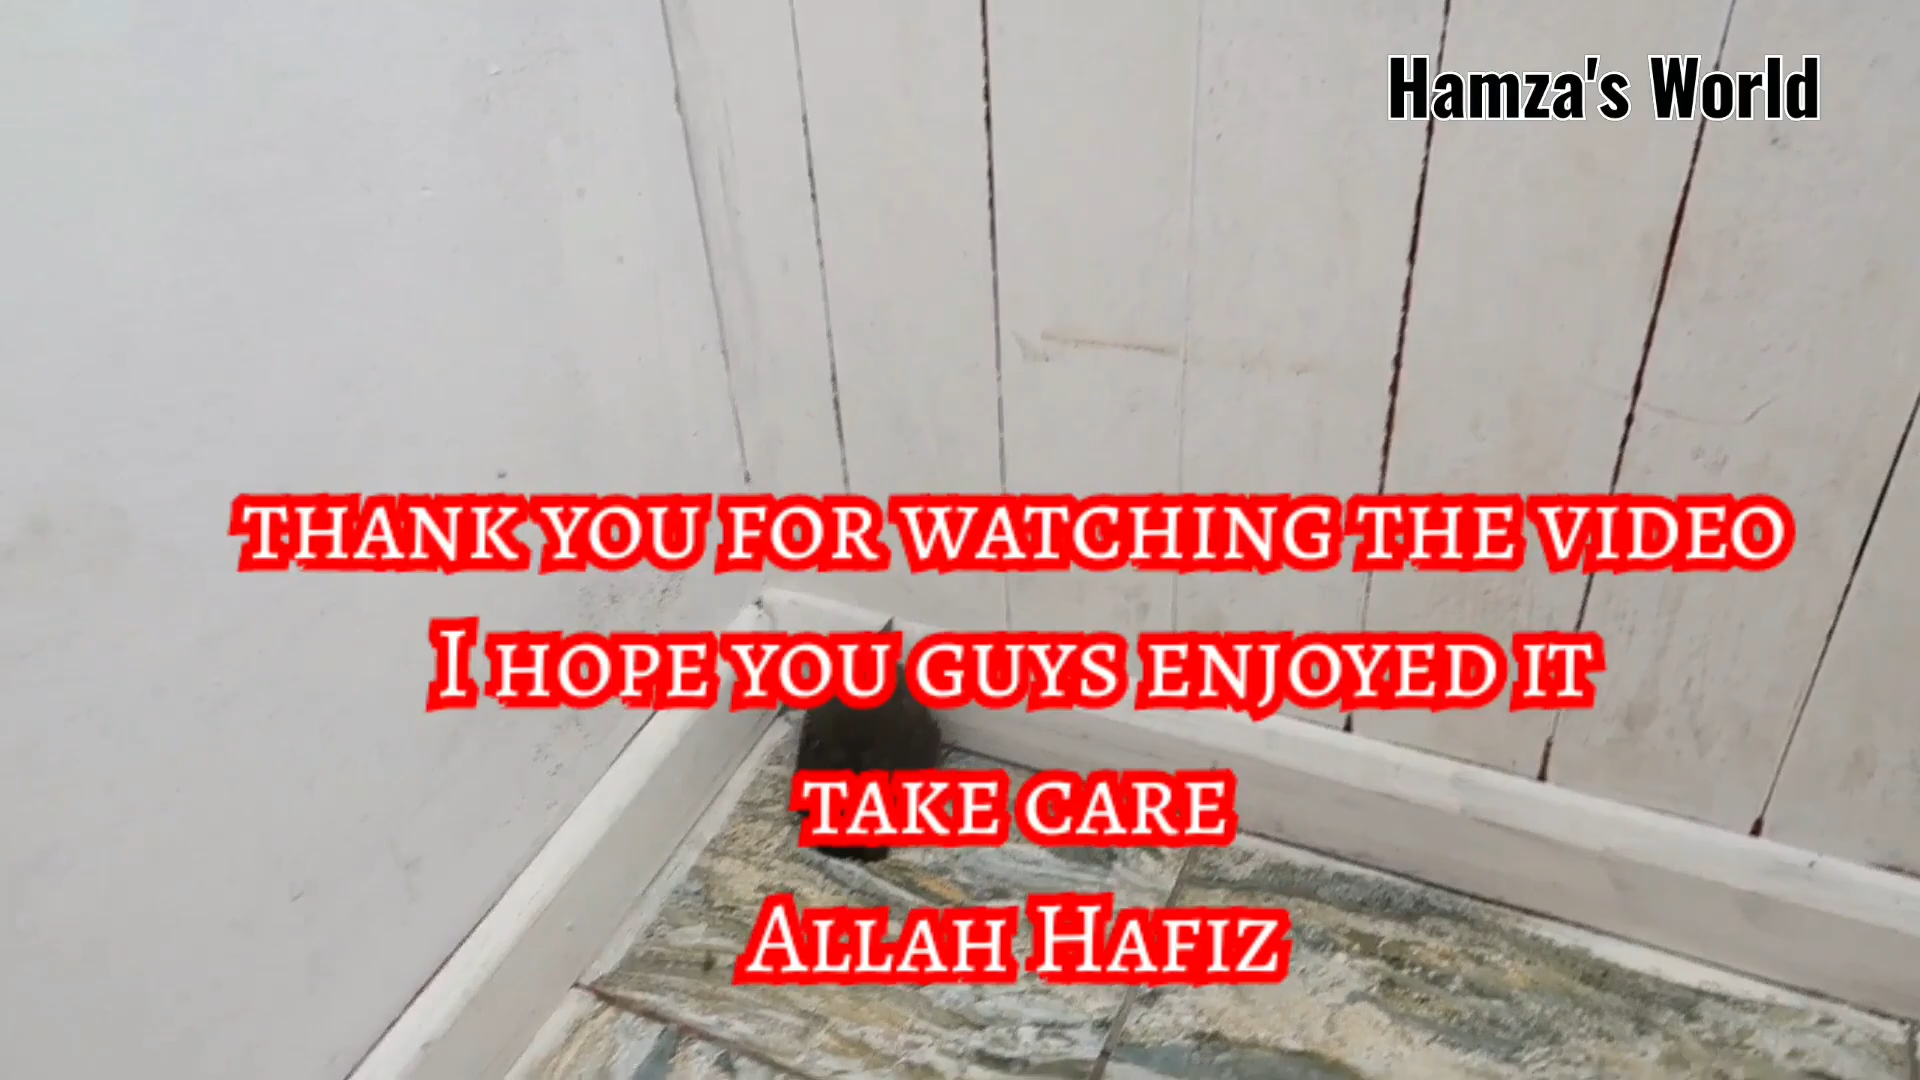 Hamza's World
THANK YOU FOR WATCHING THE VIDEO
I HOPE YOU GUYS ENJOYED IT
TAKE CARE
ALLAH HAFIZ